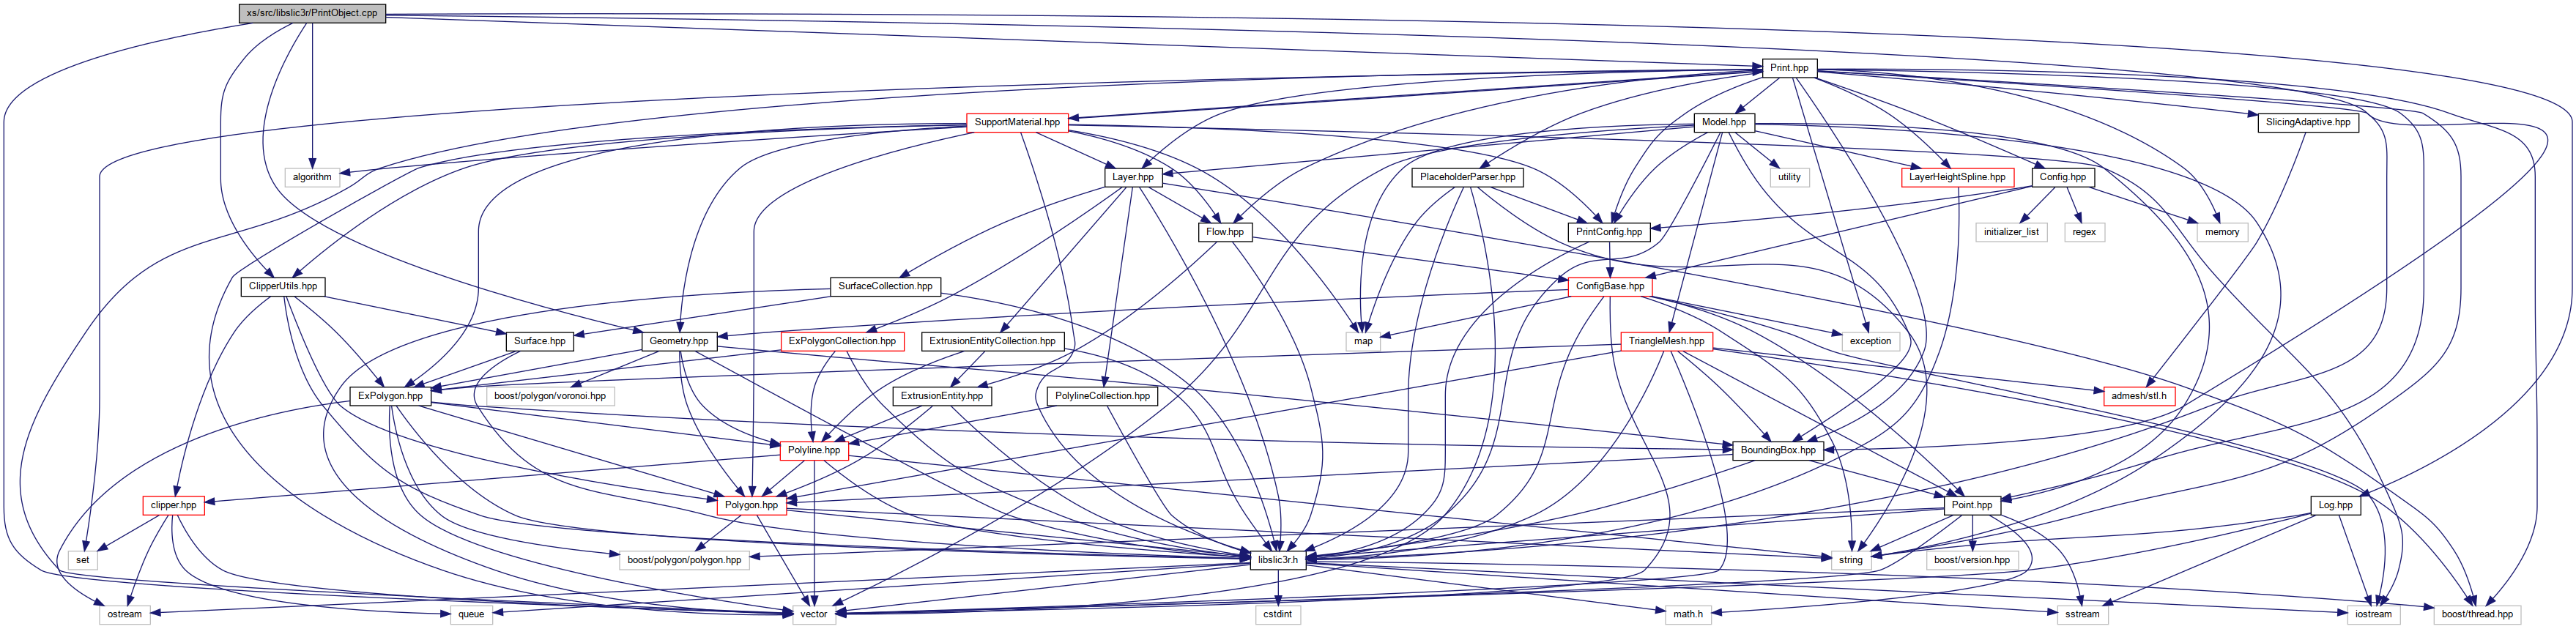 xs/src/libslic3r/PrintObject.cpp
Print.hpp
SupportMaterial.hpp
Model.hpp
SlicingAdaptive.hpp
algorithm
Layer.hpp
PlaceholderParser.hpp
utility
LayerHeightSpline.hpp
Config.hpp
Flow.hpp
PrintConfig.hpp
initializer_list
regex
memory
ClipperUtils.hpp
SurfaceCollection.hpp
ConfigBase.hpp
Surface.hpp
Geometry.hpp
ExPolygonCollection.hpp
ExtrusionEntityCollection.hpp
map
TriangleMesh.hpp
exception
ExPolygon.hpp
boost/polygon/voronoi.hpp
ExtrusionEntity.hpp
PolylineCollection.hpp
admesh/stl.h
Polyline.hpp
BoundingBox.hpp
clipper.hpp
Polygon.hpp
Point.hpp
Log.hpp
set
boost/polygon/polygon.hpp
libslic3r.h
string
boost/version.hpp
ostream
queue
vector
cstdint
math.h
sstream
iostream
boost/thread.hpp